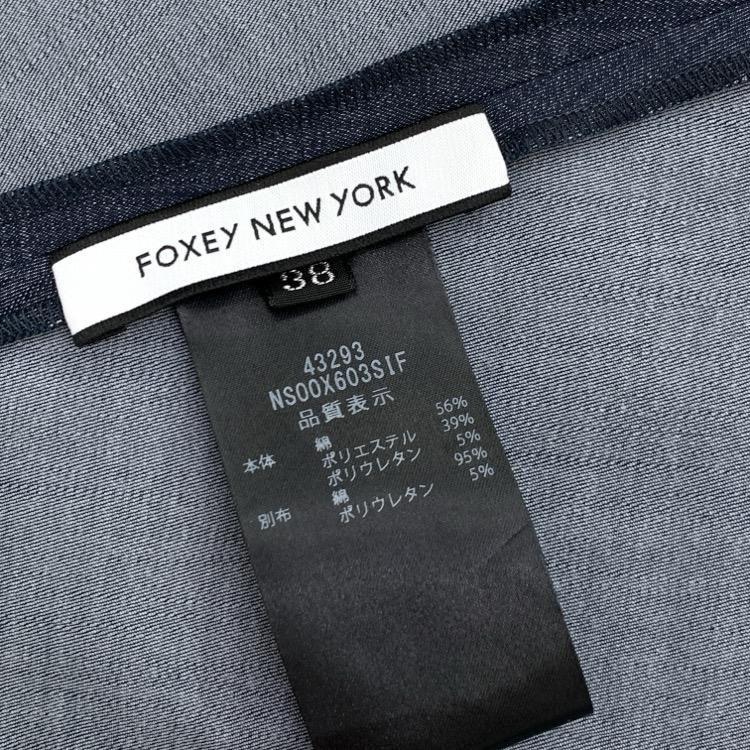 FOXEY NEW YORK
38
43293
NS00X603SIF
品質表示
本体 綿 56%
ポリエステル 39%
ポリウレタン 5%
別布 綿 95%
ポリウレタン 5%